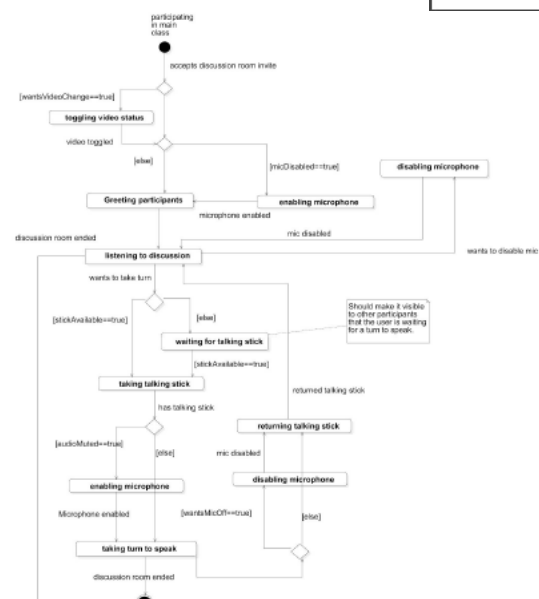 participating
in main
class
accepts discussion room invite
[wantsVideoChange==true]
toggling video status
video toggled
[else]
[micDisabled==true]
disabling microphone
Greeting participants
enabling microphone
microphone enabled
discussion room ended
mic disabled
wants to disable mic
listening to discussion
wants to take turn
[stickAvailable==true]
[else]
Should make it visible
to other participants
that the user is waiting
for a turn to speak.
waiting for talking stick
[stickAvailable==true]
taking talking stick
returned talking stick
has talking stick
returning talking stick
[audioMuted==true]
[else]
mic disabled
enabling microphone
disabling microphone
Microphone enabled
[wantsMicOff==true]
[else]
taking turn to speak
discussion room ended